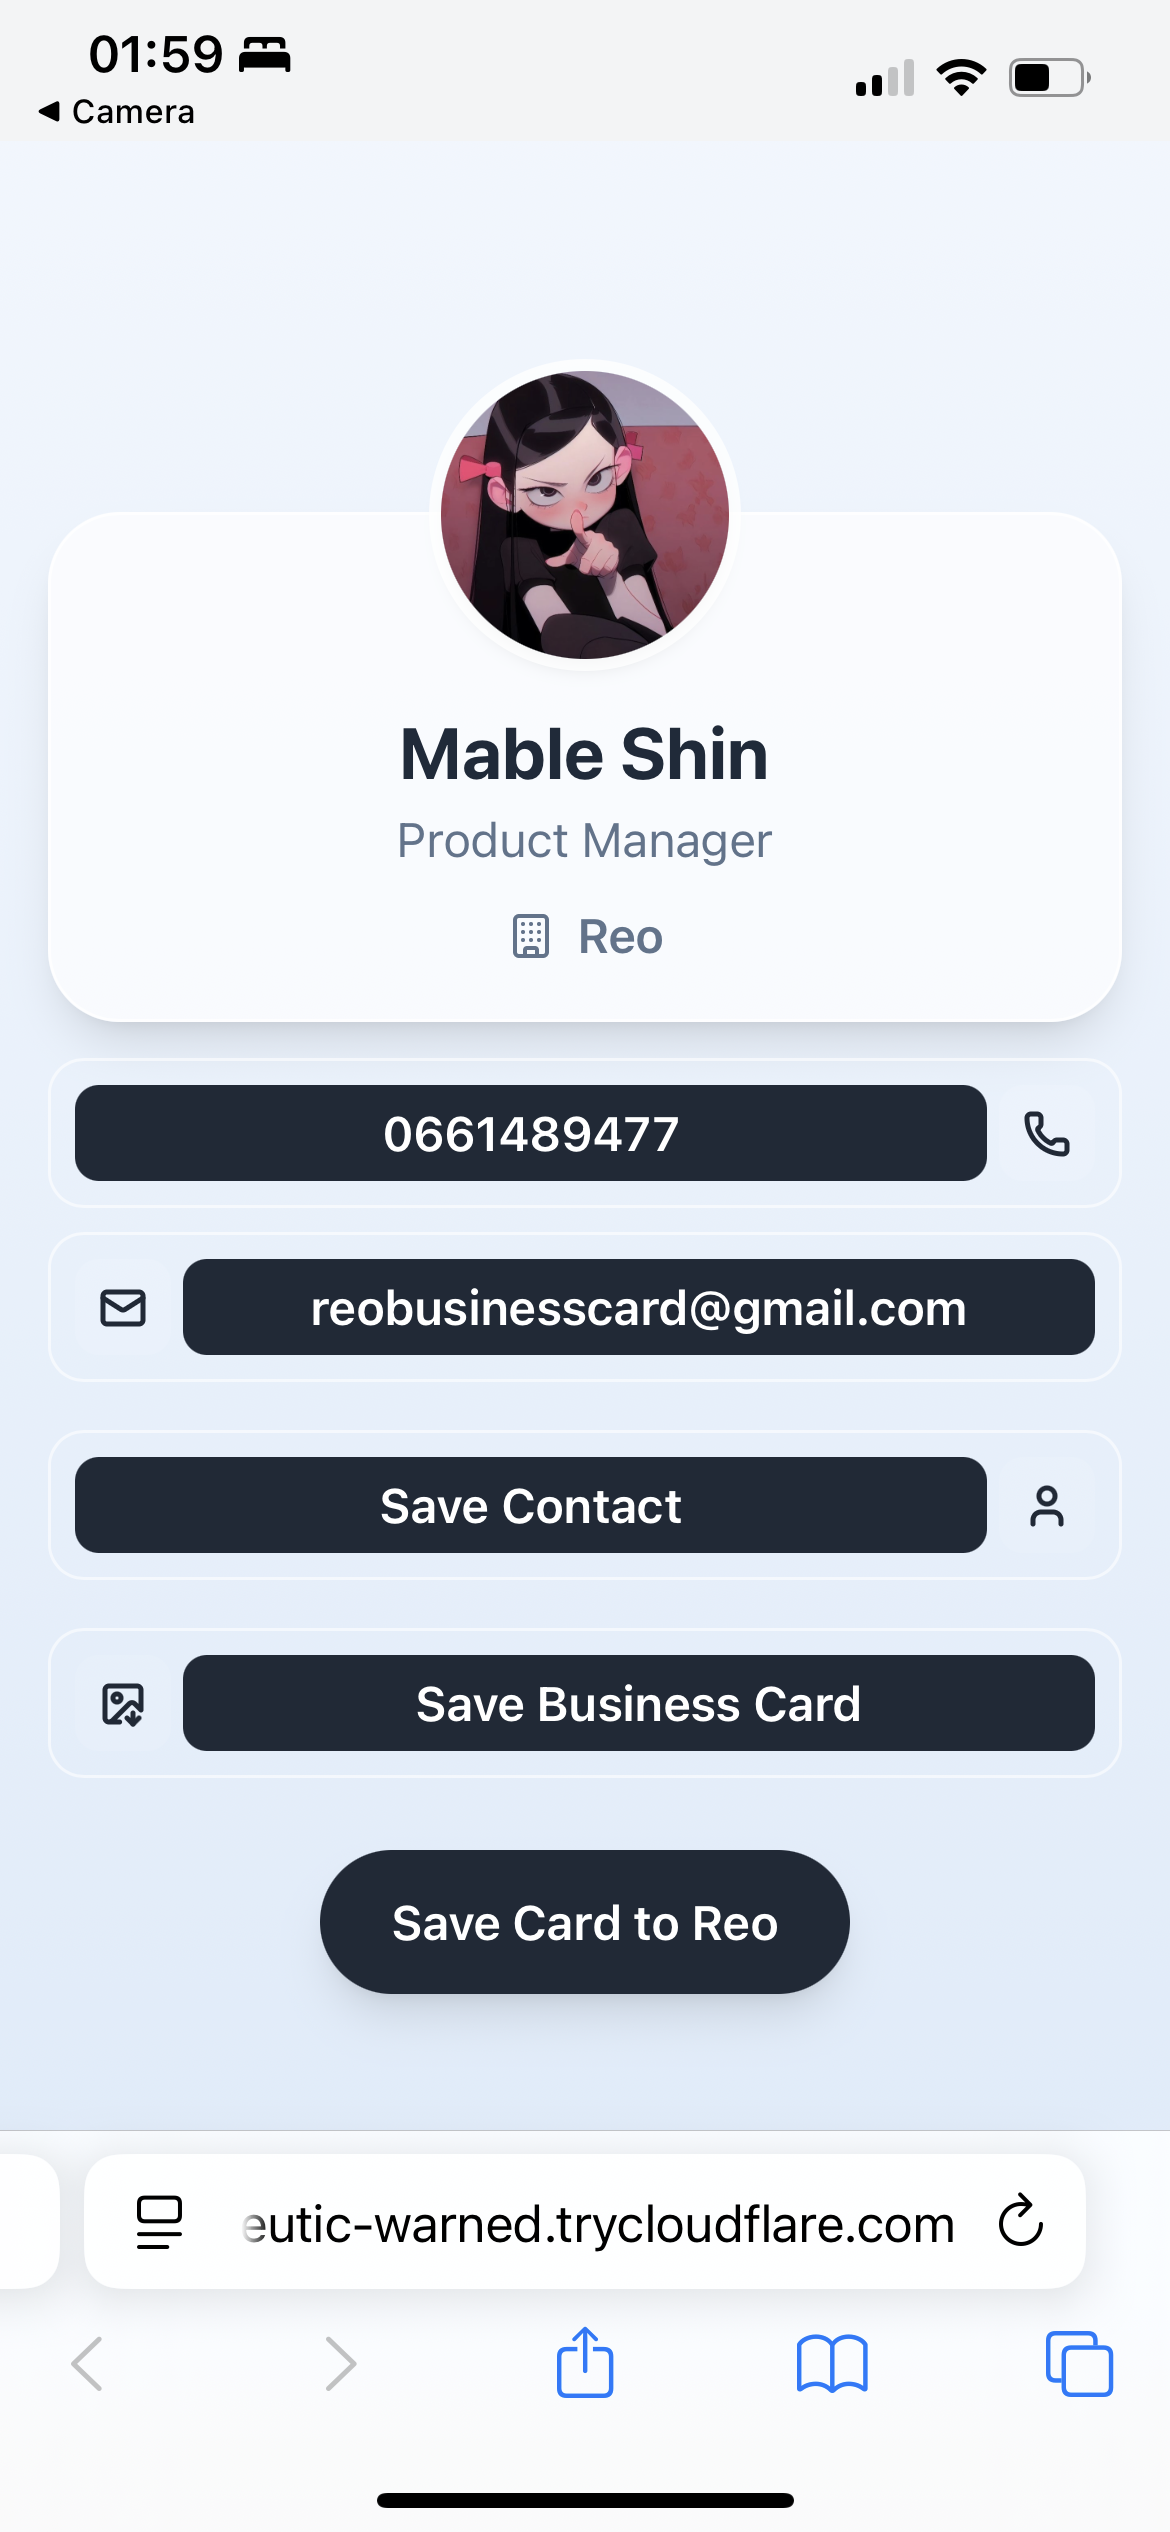 01:59
Camera
Mable Shin
Product Manager
Reo
0661489477
reobusinesscard@gmail.com
Save Contact
Save Business Card
Save Card to Reo
eutic-warned.trycloudflare.com